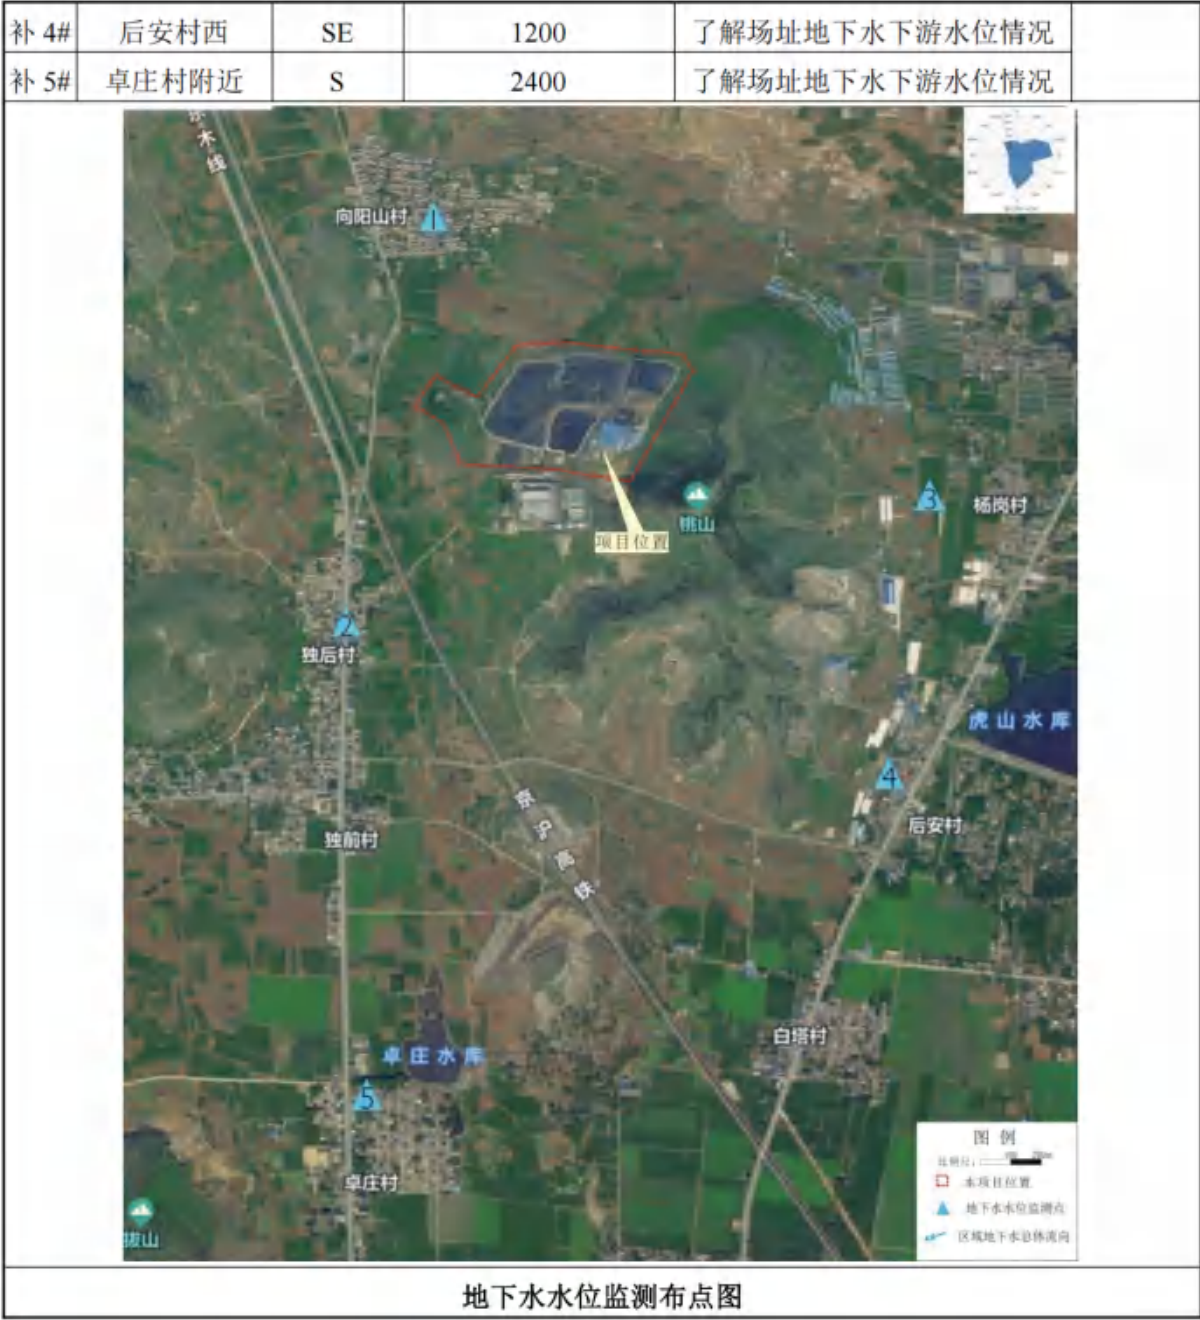 补 4# 后安村西 SE 1200 了解场址地下水下游水位情况
补 5# 卓庄村附近 S 2400 了解场址地下水下游水位情况
木线
向阳山村
1
3
杨岗村
桃山
项目位置
2
独后村
虎山水库
4
京沪高铁
后安村
独前村
白塔村
卓庄水库
5
卓庄村
拔山
图 例
比例尺:
本项目位置
地下水水位监测点
区域地下水总体流向
地下水水位监测布点图